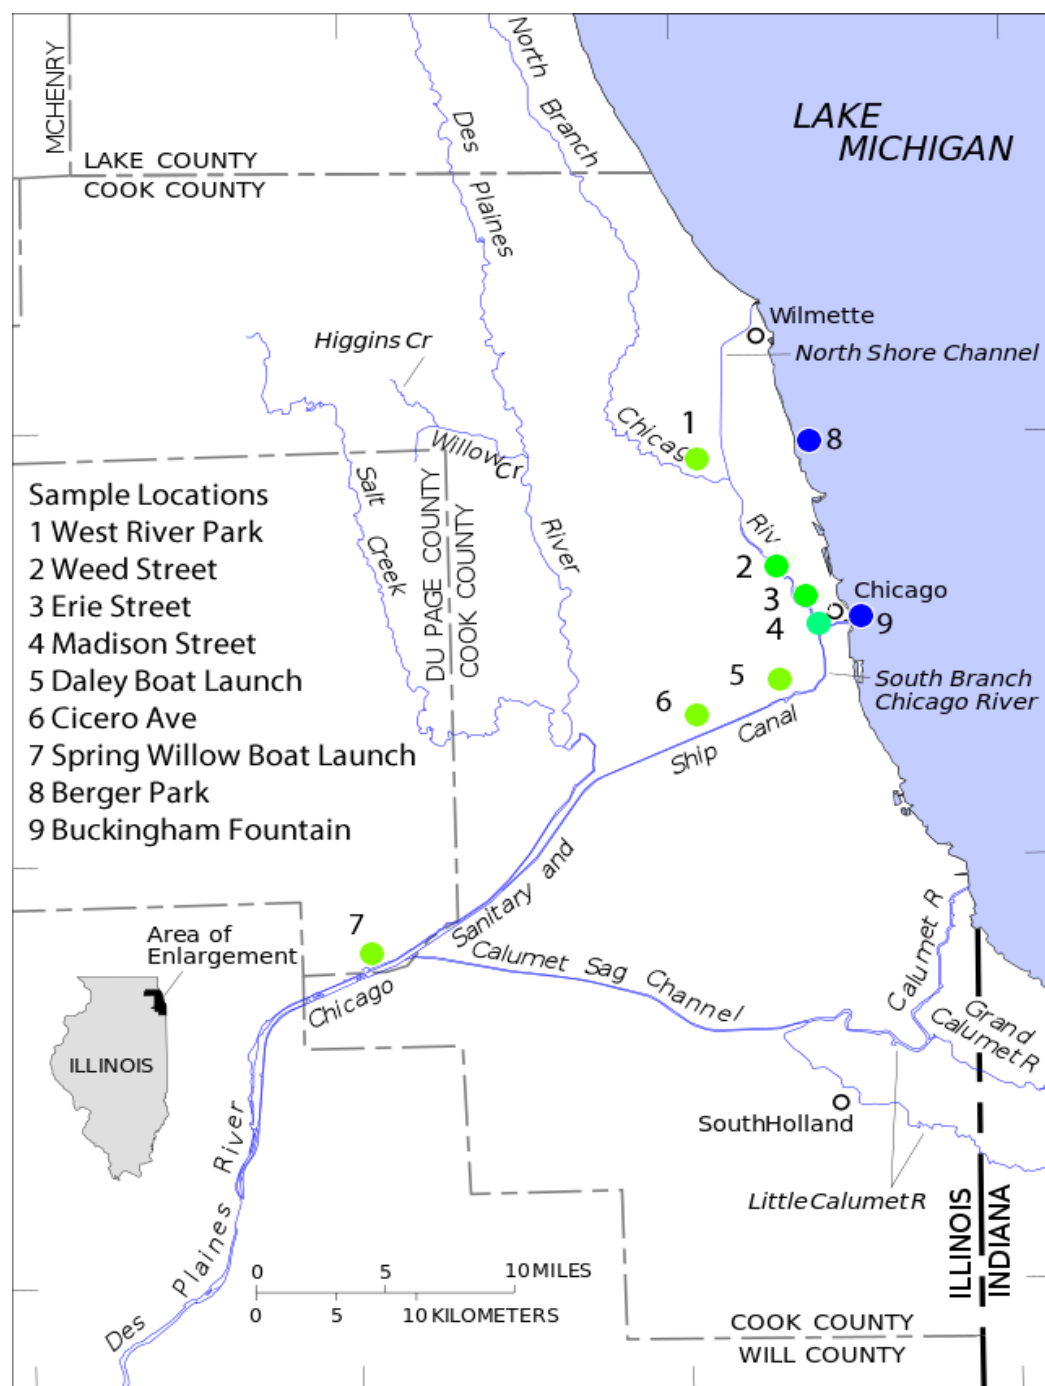 MCHENRY
LAKE COUNTY
COOK COUNTY
North Branch
Des Plaines
LAKE
MICHIGAN
Wilmette
North Shore Channel
Higgins Cr
Chicag
1
8
Willow Cr
Salt Creek
DU PAGE COUNTY
COOK COUNTY
River
Riv
Sample Locations
1 West River Park
2 Weed Street
3 Erie Street
4 Madison Street
5 Daley Boat Launch
6 Cicero Ave
7 Spring Willow Boat Launch
8 Berger Park
9 Buckingham Fountain
2
3
Chicago
4
9
5
South Branch
Chicago River
6
Ship Canal
Sanitary and
7
Area of
Enlargement
Chicago
Calumet Sag Channel
Calumet R
Grand
Calumet R
ILLINOIS
SouthHolland
Little Calumet R
Des Plaines River
ILLINOIS
INDIANA
0 5 10 MILES
0 5 10 KILOMETERS
COOK COUNTY
WILL COUNTY